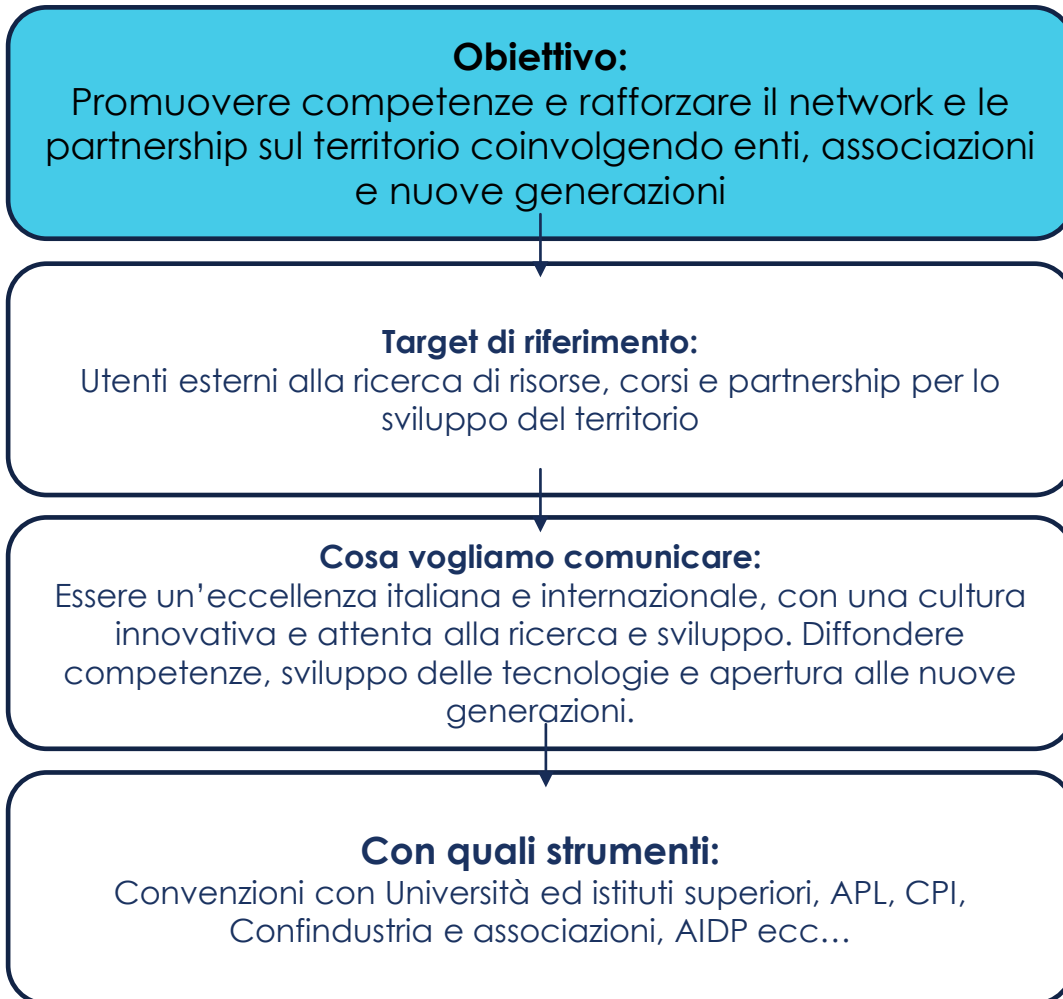 Obiettivo:
Promuovere competenze e rafforzare il network e le
partnership sul territorio coinvolgendo enti, associazioni
e nuove generazioni
Target di riferimento:
Utenti esterni alla ricerca di risorse, corsi e partnership per lo
sviluppo del territorio
Cosa vogliamo comunicare:
Essere un’eccellenza italiana e internazionale, con una cultura
innovativa e attenta alla ricerca e sviluppo. Diffondere
competenze, sviluppo delle tecnologie e apertura alle nuove
generazioni.
Con quali strumenti:
Convenzioni con Università ed istituti superiori, APL, CPI,
Confindustria e associazioni, AIDP ecc…